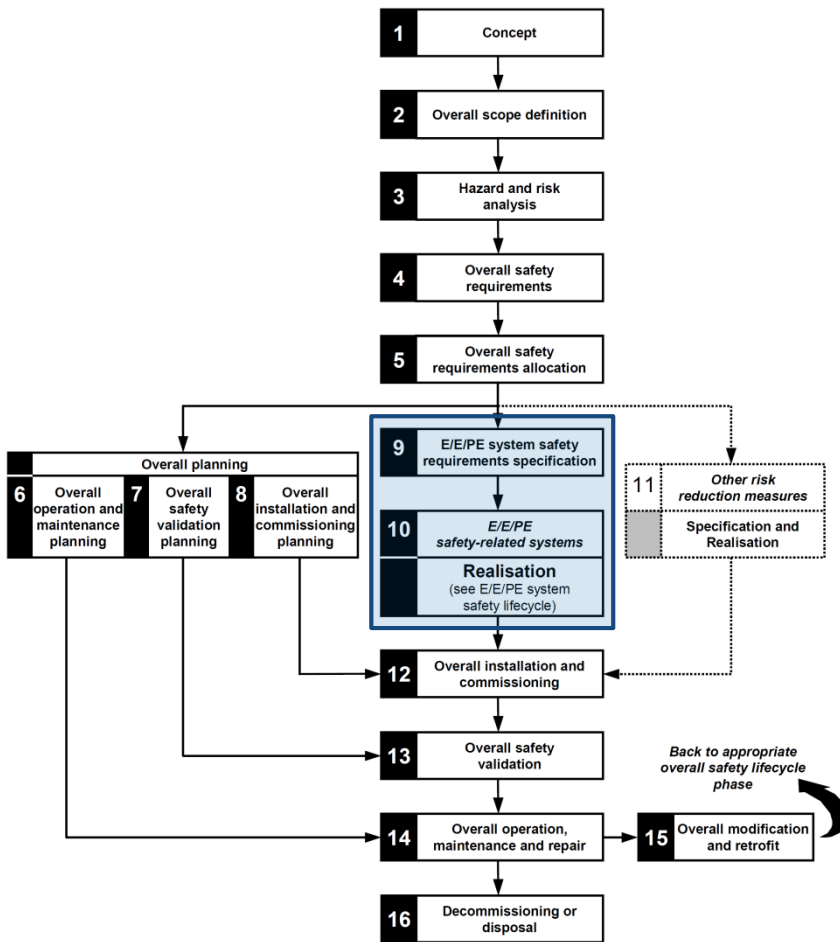 1
Concept
2
Overall scope definition
3
Hazard and risk
analysis
4
Overall safety
requirements
5
Overall safety
requirements allocation
Overall planning
6
Overall
operation and
maintenance
planning
7
Overall
safety
validation
planning
8
Overall
installation and
commissioning
planning
9
E/E/PE system safety
requirements specification
10
E/E/PE
safety-related systems
Realisation
(see E/E/PE system
safety lifecycle)
11
Other risk
reduction measures
Specification and
Realisation
12
Overall installation and
commissioning
13
Overall safety
validation
Back to appropriate
overall safety lifecycle
phase
14
Overall operation,
maintenance and repair
15
Overall modification
and retrofit
16
Decommissioning or
disposal